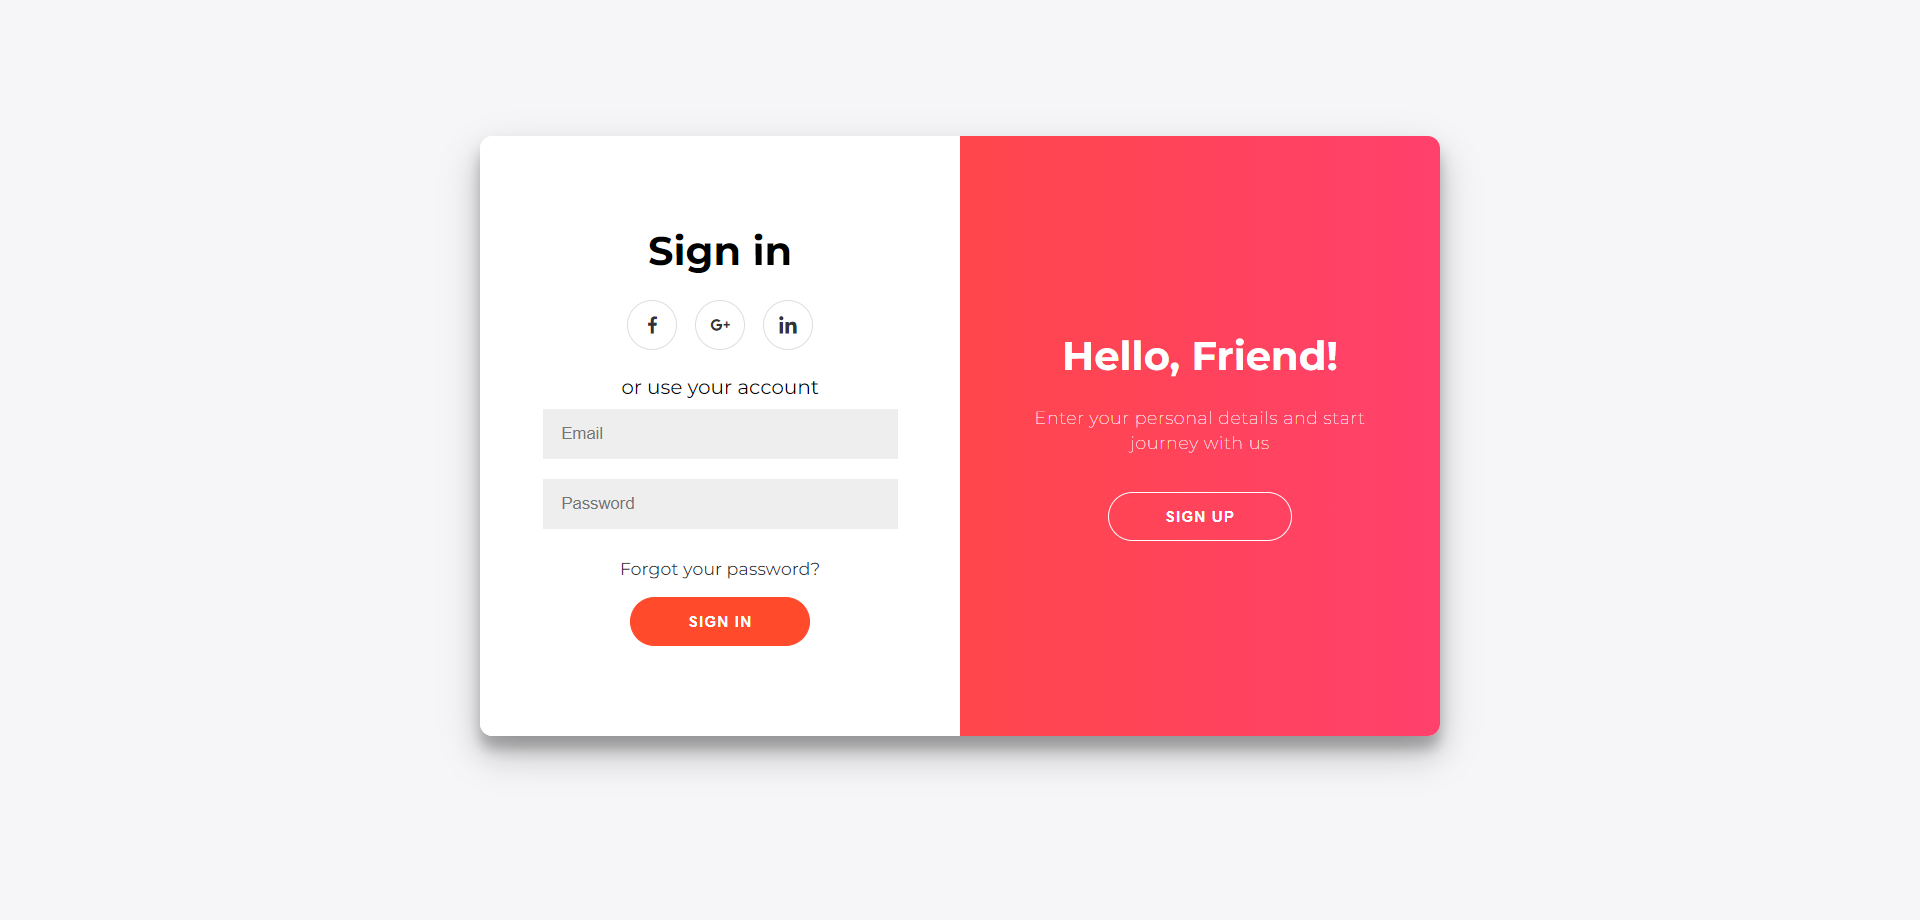 Sign in
f
G+
in
or use your account
Email
Password
Forgot your password?
SIGN IN
Hello, Friend!
Enter your personal details and start
journey with us
SIGN UP